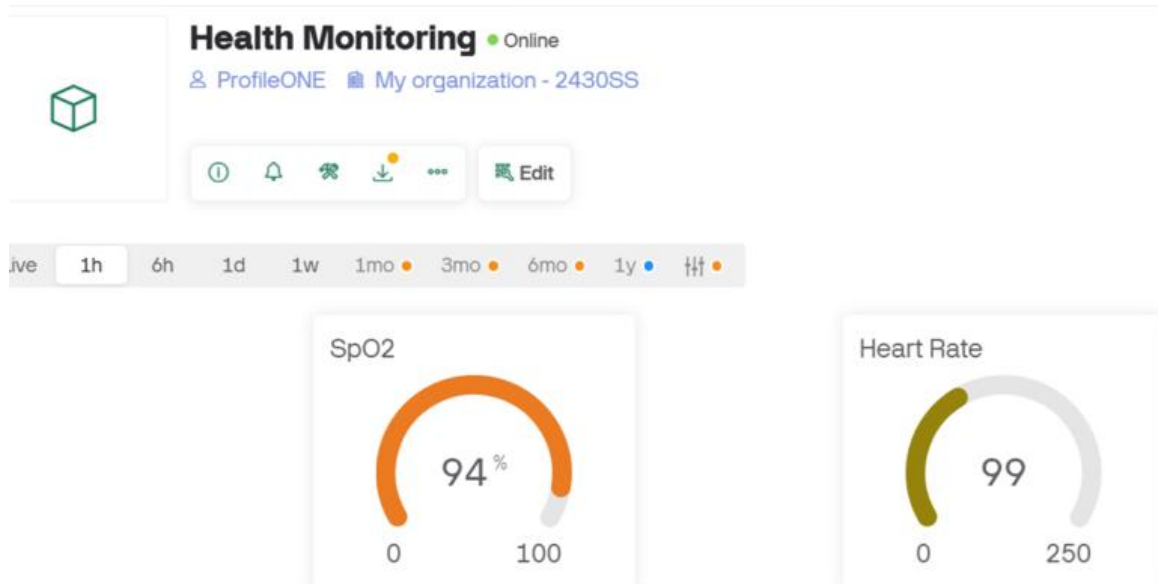 Health Monitoring Online
ProfileONE My organization - 2430SS
Edit
1h 6h 1d 1w 1mo 3mo 6mo 1y
SpO2 Heart Rate
94 % 99
0 100 0 250